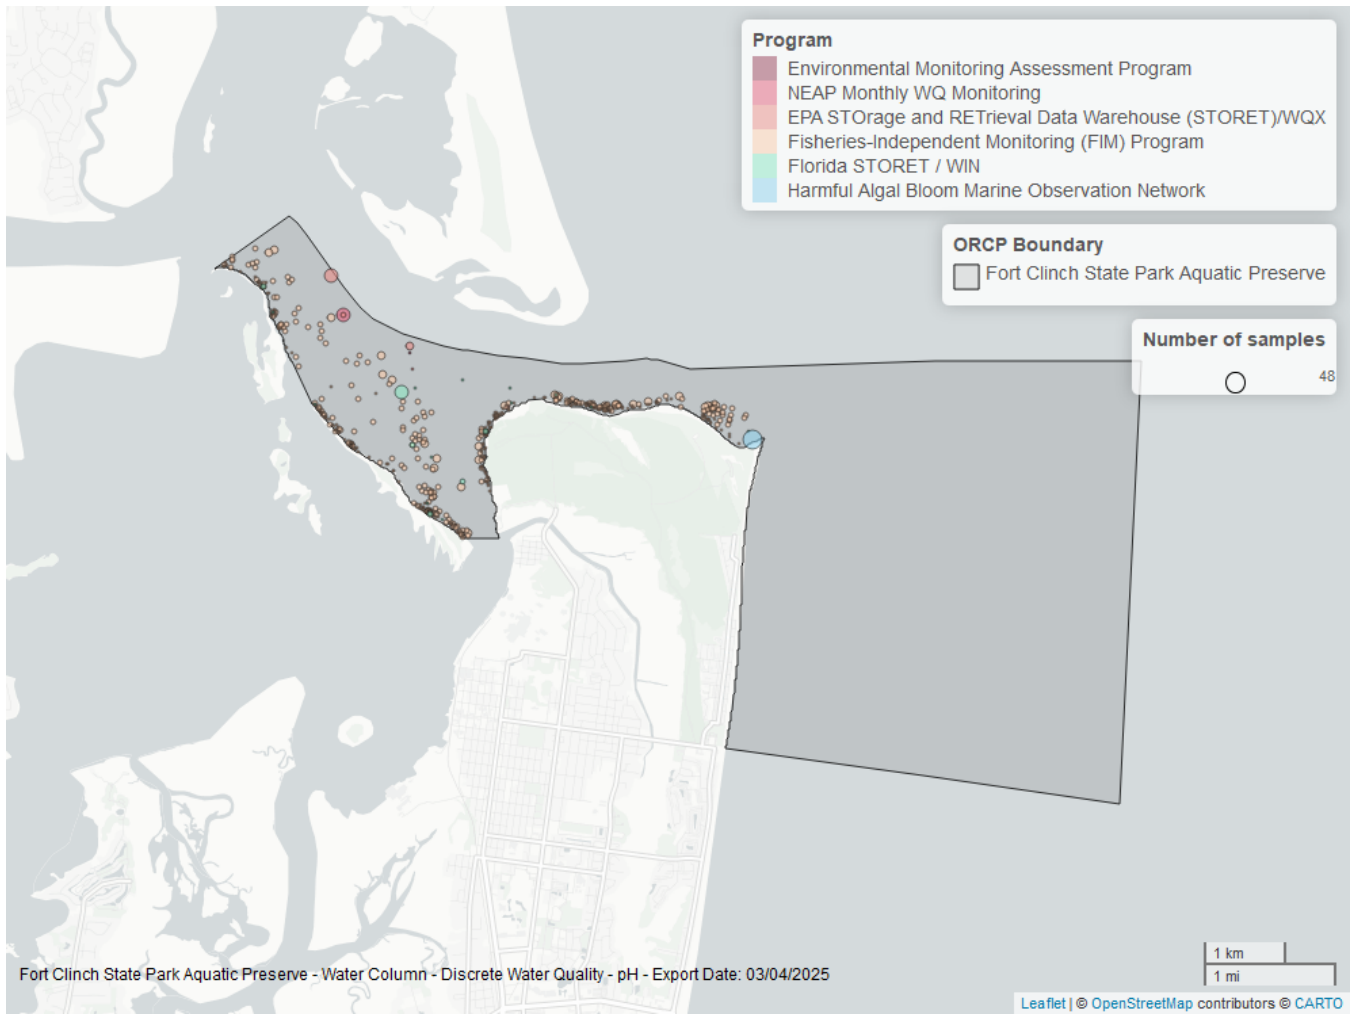 Program
Environmental Monitoring Assessment Program
NEAP Monthly WQ Monitoring
EPA STOrage and RETrieval Data Warehouse (STORET)/WQX
Fisheries-Independent Monitoring (FIM) Program
Florida STORET / WIN
Harmful Algal Bloom Marine Observation Network
ORCP Boundary
Fort Clinch State Park Aquatic Preserve
Number of samples
48
1 km
Fort Clinch State Park Aquatic Preserve - Water Column - Discrete Water Quality - pH - Export Date: 03/04/2025
1 mi
Leaflet | © OpenStreetMap contributors © CARTO